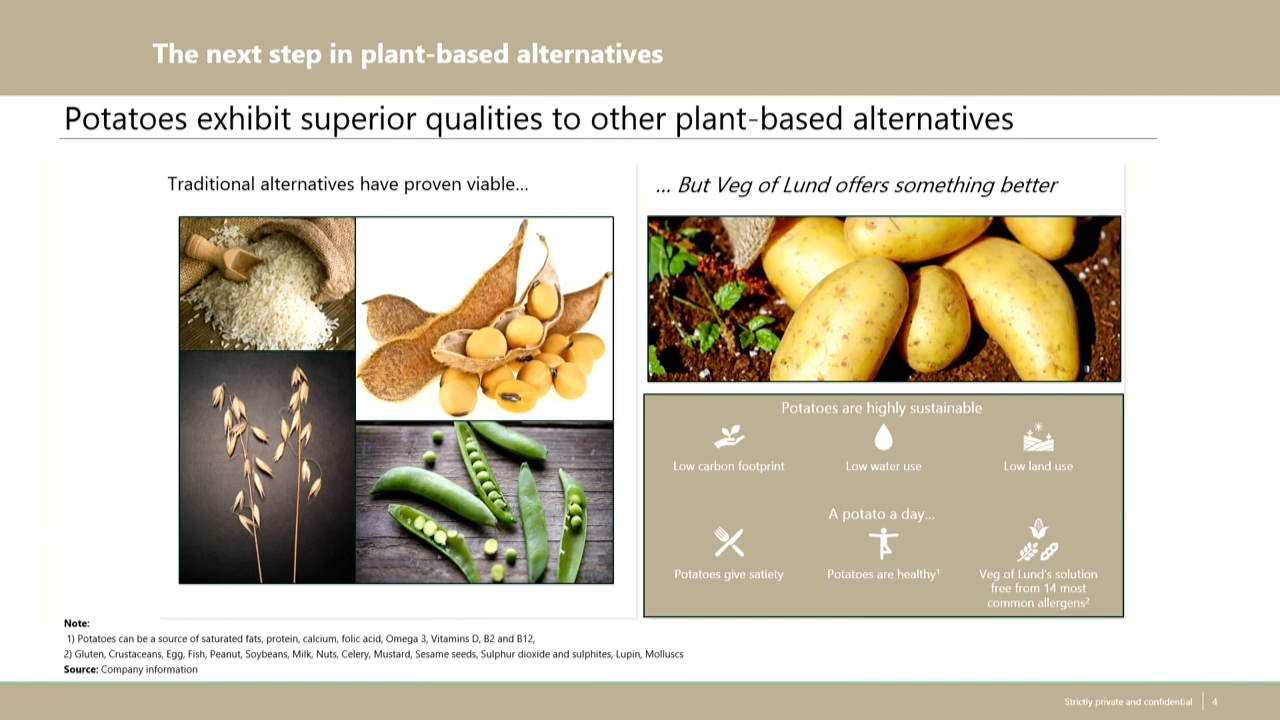 The next step in plant-based alternatives
Potatoes exhibit superior qualities to other plant-based alternatives
Traditional alternatives have proven viable...
... But Veg of Lund offers something better
Potatoes are highly sustainable
Low carbon footprint
Low water use
Low land use
A potato a day...
Potatoes give satiety
Potatoes are healthy¹
Veg of Lund's solution
free from 14 most
common allergens²
Note:
1) Potatoes can be a source of saturated fats, protein, calcium, folic acid, Omega 3, Vitamins D, B2 and B12,
2) Gluten, Crustaceans, Egg, Fish, Peanut, Soybeans, Milk, Nuts, Celery, Mustard, Sesame seeds, Sulphur dioxide and sulphites, Lupin, Molluscs
Source: Company information
Strictly private and confidential
4